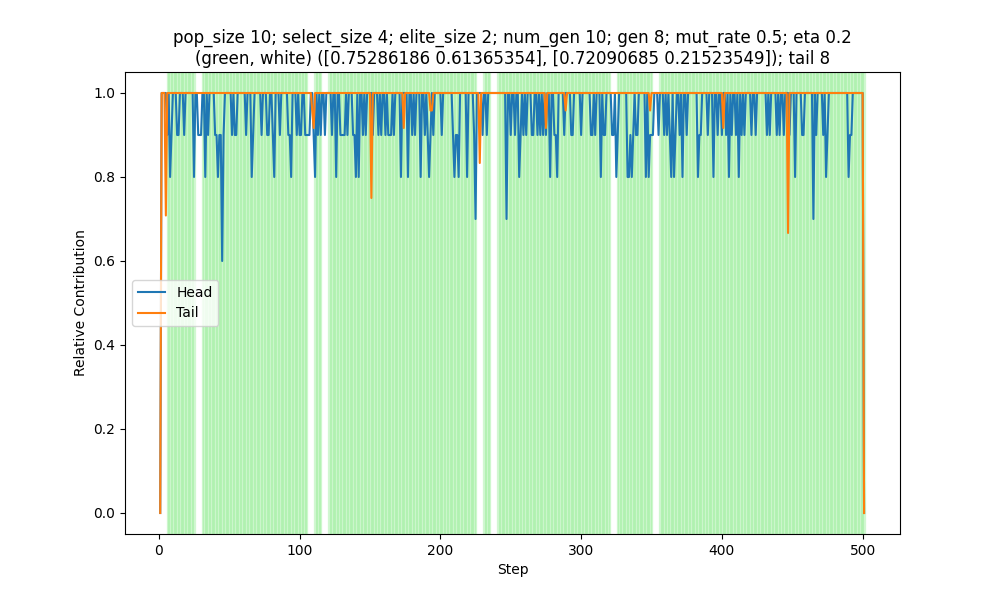 pop_size 10; select_size 4; elite_size 2; num_gen 10; gen 8; mut_rate 0.5; eta 0.2
(green, white) ([0.75286186 0.61365354], [0.72090685 0.21523549]); tail 8
1.0
0.8
0.6
0.4
0.2
0.0
Relative Contribution
Head
Tail
0
100
200
300
400
500
Step